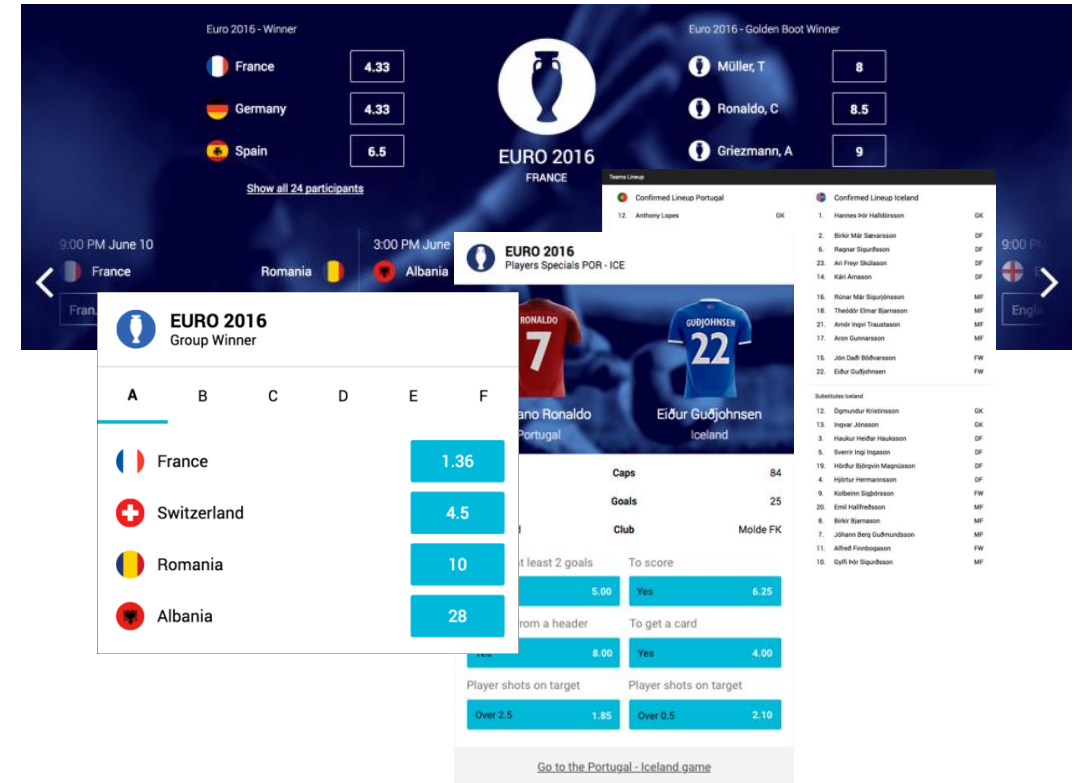 Euro 2016 - Winner
France 4.33
Germany 4.33
Spain 6.5
Show all 24 participants
EURO 2016
FRANCE
Euro 2016 - Golden Boot Winner
Müller, T 8
Ronaldo, C 8.5
Griezmann, A 9
9:00 PM June 10
France Romania
Fran.
3:00 PM June
Albania
9:00 PM
Engla
Teams Lineup
Confirmed Lineup Portugal
12. Anthony Lopes GK
Confirmed Lineup Iceland
1. Hannes Þór Halldórsson GK
2. Birkir Már Sævarsson DF
6. Ragnar Sigurðsson DF
23. Ari Freyr Skúlason DF
14. Kári Árnason DF
16. Rúnar Már Sigurjónsson MF
18. Theódór Elmar Bjarnason MF
21. Arnór Ingvi Traustason MF
17. Aron Gunnarsson MF
15. Jón Daði Böðvarsson FW
22. Eiður Guðjohnsen FW
Substitutes Iceland
12. Ögmundur Kristinsson GK
13. Ingvar Jónsson GK
3. Haukur Heiðar Hauksson DF
5. Sverrir Ingi Ingason DF
19. Hörður Björgvin Magnússon DF
4. Hjörtur Hermannsson DF
9. Kolbeinn Sigþórsson FW
20. Emil Hallfreðsson MF
8. Birkir Bjarnason MF
7. Jóhann Berg Guðmundsson MF
11. Alfreð Finnbogason FW
10. Gylfi Þór Sigurðsson MF
EURO 2016
Players Specials POR - ICE
RONALDO
7
GUÐJOHNSEN
22
ano Ronaldo
Portugal
Eiður Guðjohnsen
Iceland
Caps 84
Goals 25
Club Molde FK
t least 2 goals
5.00
To score
Yes 6.25
rom a header
Yes 8.00
To get a card
Yes 4.00
Player shots on target
Over 2.5 1.85
Player shots on target
Over 0.5 2.10
Go to the Portugal - Iceland game
EURO 2016
Group Winner
A B C D E F
France 1.36
Switzerland 4.5
Romania 10
Albania 28